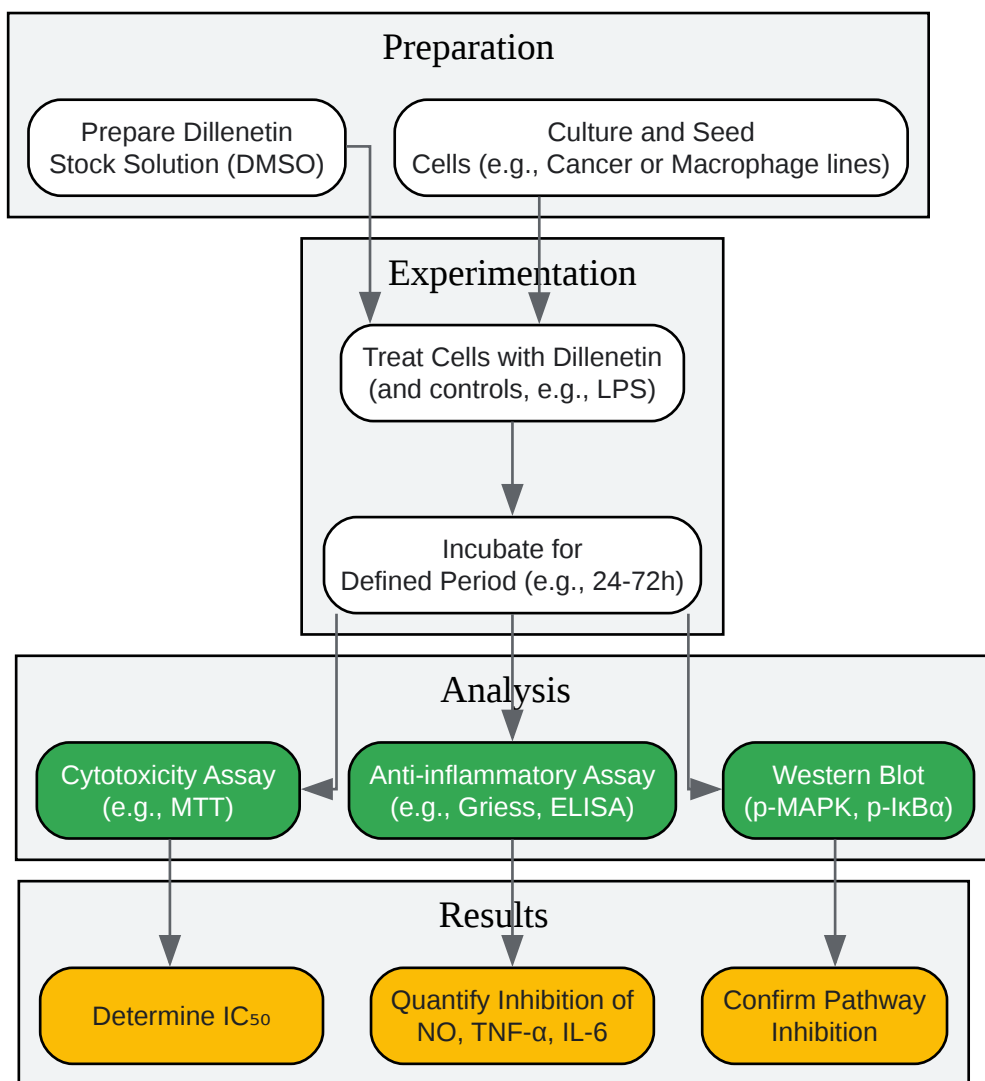 Preparation
Prepare Dillenetin
Stock Solution (DMSO)
Culture and Seed
Cells (e.g., Cancer or Macrophage lines)
Experimentation
Treat Cells with Dillenetin
(and controls, e.g., LPS)
Incubate for
Defined Period (e.g., 24-72h)
Analysis
Cytotoxicity Assay
(e.g., MTT)
Anti-inflammatory Assay
(e.g., Griess, ELISA)
Western Blot
(p-MAPK, p-IκBα)
Results
Determine IC₅₀
Quantify Inhibition of
NO, TNF-α, IL-6
Confirm Pathway
Inhibition